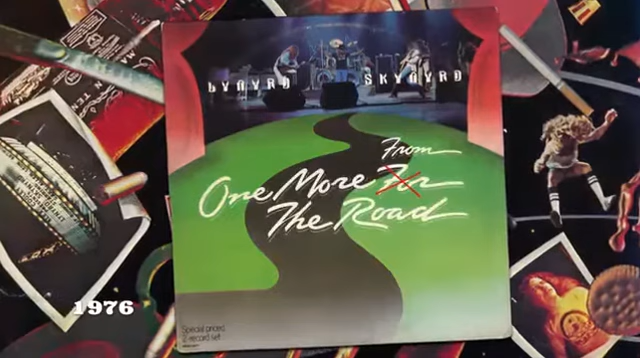 LYNYRD SKYNYRD
From
One More For
The Road
1976
Special priced
2-record set